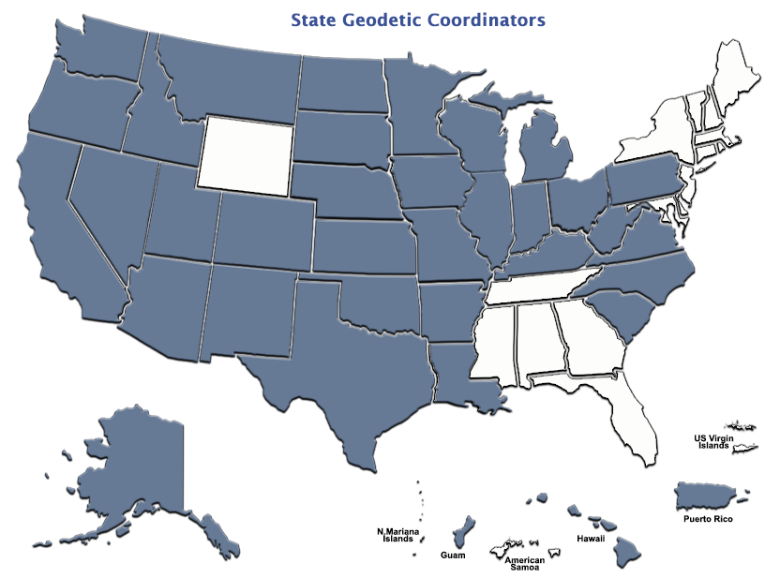 State Geodetic Coordinators
US Virgin
Islands
Puerto Rico
N.Mariana
Islands
Guam
American
Samoa
Hawaii